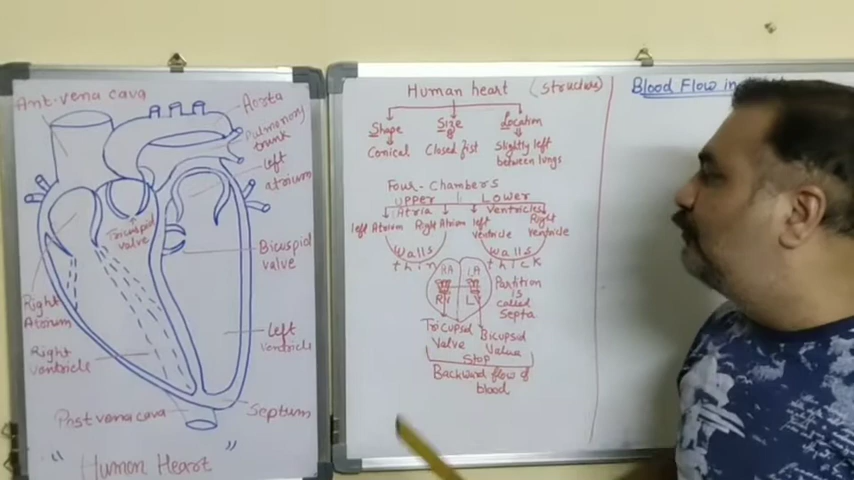 Ant. vena cava
Aorta
Pulmonary
trunk
left
atrium
Tricuspid
valve
Bicuspid
valve
Right
Atorum
Right
Ventricle
left
Ventricle
Post vena cava
Septum
" Human Heart "
Human heart (Structure)
Shape Size Location
Conical Closed fist Slightly left
between lungs
Four - Chambers
Upper Lower
Atria Ventricles
left Atrium Right Atrium left Right
Ventricle Ventricle
Walls Walls
thin thick
RA LA
RV LV
Partition
is
called
Septa
Tricuspid Bicuspid
Valve Valve
Stop
Backward flow of
blood
Blood Flow in